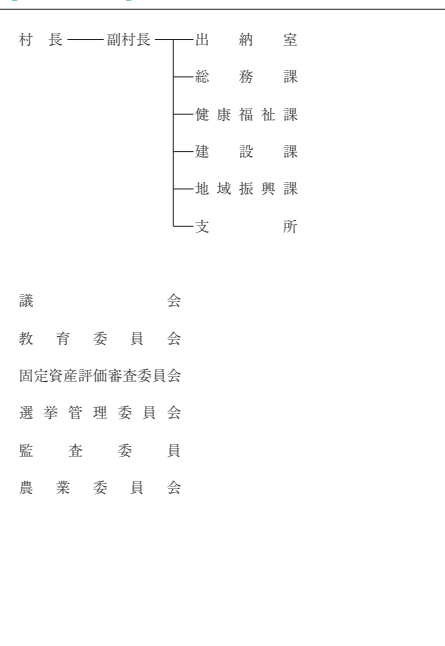 村長 副村長 出納室
総務課
健康福祉課
建設課
地域振興課
支所
議会
教育委員会
固定資産評価審査委員会
選挙管理委員会
監査委員
農業委員会